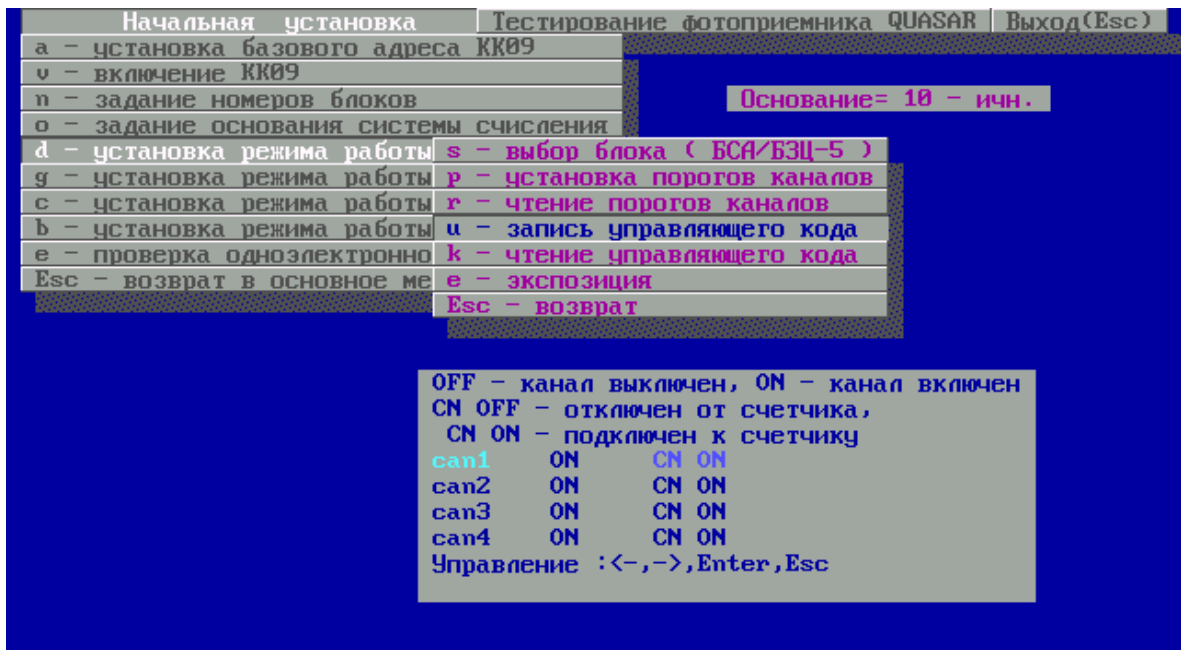 Начальная установка Тестирование фотоприемника QUASAR Выход(Esc)
a - установка базового адреса КК09
v - включение КК09
n - задание номеров блоков
Основание= 10 - ичн.
o - задание основания системы счисления
d - установка режима работы
g - установка режима работы
c - установка режима работы
b - установка режима работы
e - проверка одноэлектронно
Esc - возврат в основное ме
s - выбор блока ( БСА/БЗЦ-5 )
p - установка порогов каналов
r - чтение порогов каналов
u - запись управляющего кода
k - чтение управляющего кода
e - экспозиция
Esc - возврат
OFF - канал выключен, ON - канал включен
CN OFF - отключен от счетчика,
CN ON - подключен к счетчику
can1 ON CN ON
can2 ON CN ON
can3 ON CN ON
can4 ON CN ON
Управление :<-,->,Enter,Esc